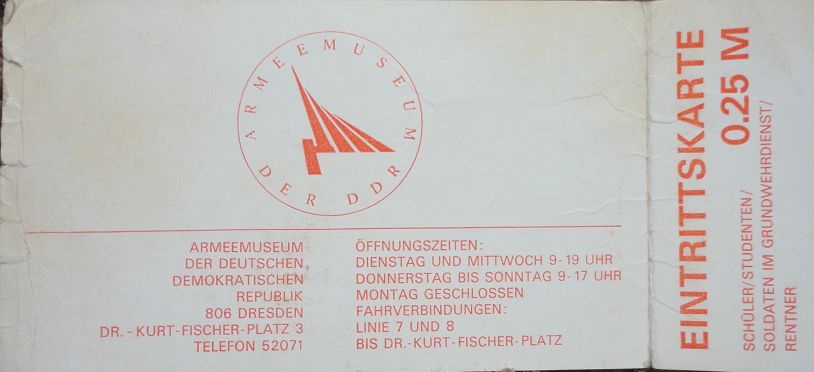 ARMEEMUSEUM
DER DDR
ARMEEMUSEUM
DER DEUTSCHEN
DEMOKRATISCHEN
REPUBLIK
806 DRESDEN
DR. - KURT-FISCHER-PLATZ 3
TELEFON 52071
ÖFFNUNGSZEITEN:
DIENSTAG UND MITTWOCH 9-19 UHR
DONNERSTAG BIS SONNTAG 9-17 UHR
MONTAG GESCHLOSSEN
FAHRVERBINDUNGEN:
LINIE 7 UND 8
BIS DR.-KURT-FISCHER-PLATZ
EINTRITTSKARTE
0.25 M
SCHÜLER/STUDENTEN/
SOLDATEN IM GRUNDWEHRDIENST/
RENTNER